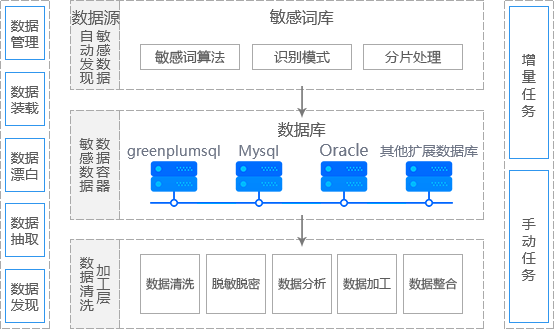 数据
管理
数据
装载
数据
漂白
数据
抽取
数据
发现
数据源
敏感数据
自动发现
敏感词库
敏感词算法
识别模式
分片处理
数据容器
敏感数据
数据库
greenplumsql
Mysql
Oracle
其他扩展数据库
加工层
数据清洗
数据清洗
脱敏脱密
数据分析
数据加工
数据整合
增量任务
手动任务